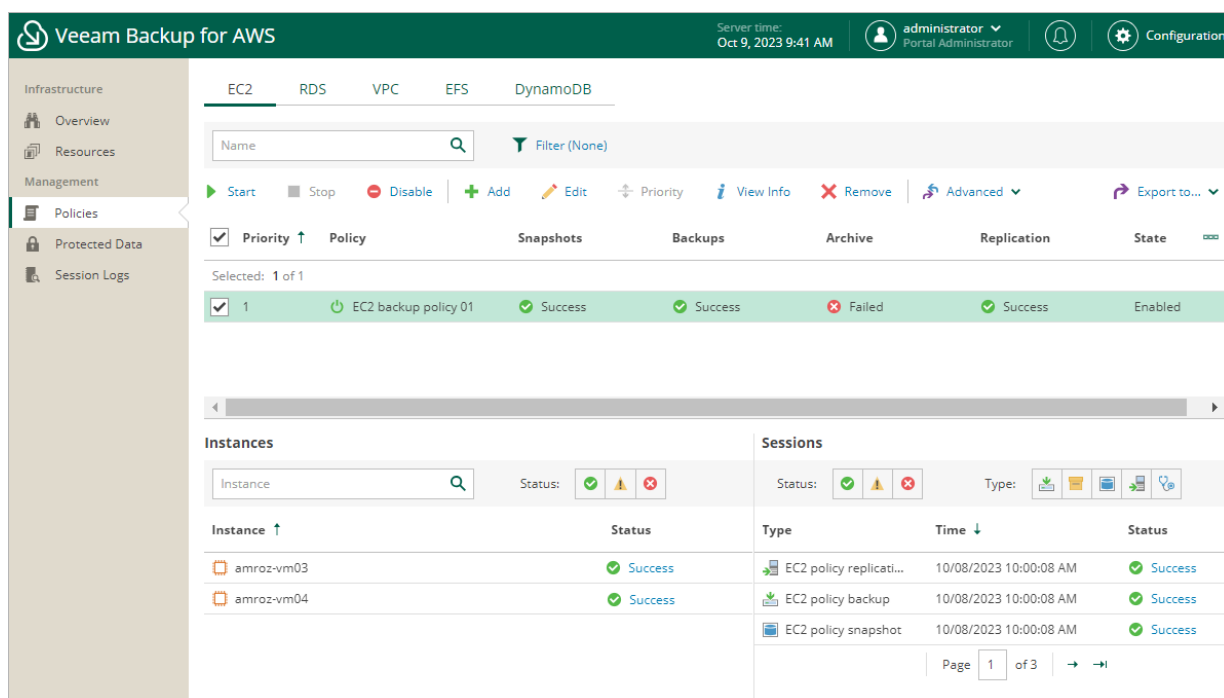 Veeam Backup for AWS
Server time:
Oct 9, 2023 9:41 AM
administrator
Portal Administrator
Configuration
Infrastructure
Overview
Resources
Management
Policies
Protected Data
Session Logs
EC2 RDS VPC EFS DynamoDB
Name
Filter (None)
Start Stop Disable Add Edit Priority View Info Remove Advanced Export to...
Priority Policy Snapshots Backups Archive Replication State
Selected: 1 of 1
1 EC2 backup policy 01 Success Success Failed Success Enabled
Instances
Instance
Status:
Instance Status
amroz-vm03 Success
amroz-vm04 Success
Sessions
Status: Type:
Type Time Status
EC2 policy replicati... 10/08/2023 10:00:08 AM Success
EC2 policy backup 10/08/2023 10:00:08 AM Success
EC2 policy snapshot 10/08/2023 10:00:08 AM Success
Page 1 of 3